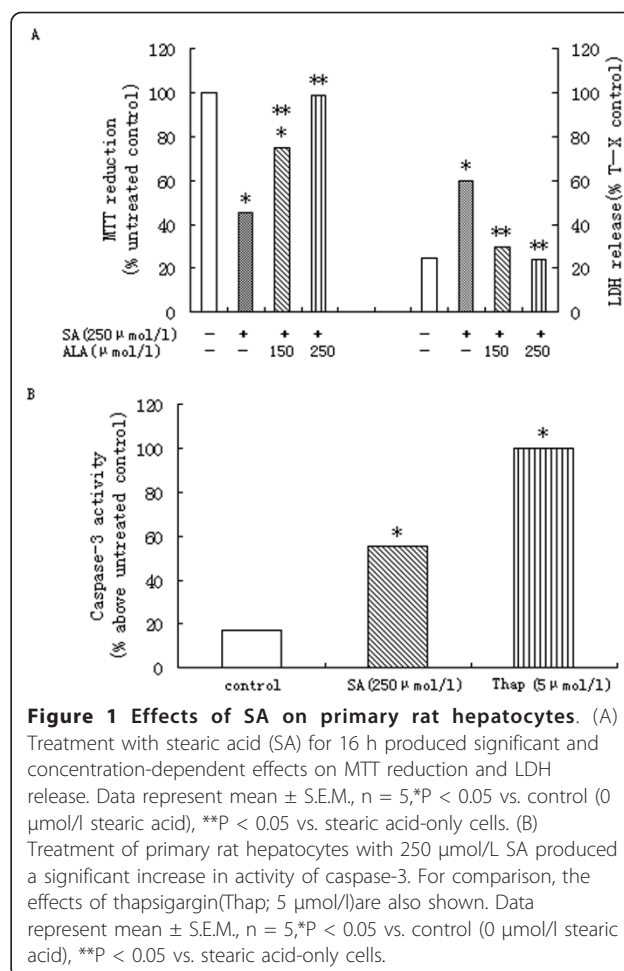 A
120 120
** **
100 100
**
*
80 80
*
60 60
*
** **
40 40
20 20
0 0
MTT reduction
(% untreated control)
LDH release(% T-X control)
SA(250μmol/l) - + + + - + + +
ALA(μmol/l) - - 150 250 - - 150 250
B
120
*
100
80
*
60
40
20
0
Caspase-3 activity
(% above untreated control)
control SA(250μmol/l) Thap (5μmol/l)
Figure 1 Effects of SA on primary rat hepatocytes. (A)
Treatment with stearic acid (SA) for 16 h produced significant and
concentration-dependent effects on MTT reduction and LDH
release. Data represent mean ± S.E.M., n = 5,*P < 0.05 vs. control (0
μmol/l stearic acid), **P < 0.05 vs. stearic acid-only cells. (B)
Treatment of primary rat hepatocytes with 250 μmol/L SA produced
a significant increase in activity of caspase-3. For comparison, the
effects of thapsigargin(Thap; 5 μmol/l)are also shown. Data
represent mean ± S.E.M., n = 5,*P < 0.05 vs. control (0 μmol/l stearic
acid), **P < 0.05 vs. stearic acid-only cells.